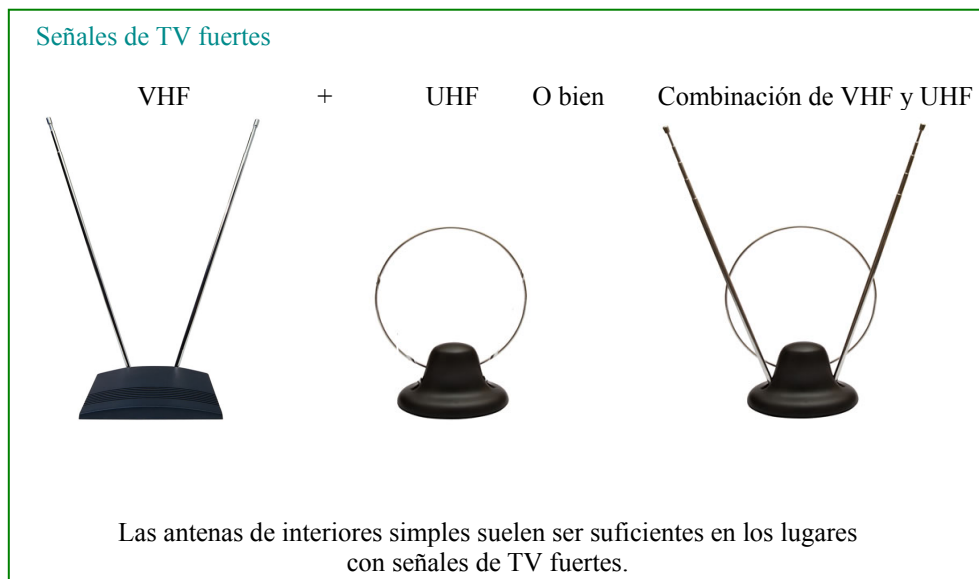 Señales de TV fuertes
VHF + UHF O bien Combinación de VHF y UHF
Las antenas de interiores simples suelen ser suficientes en los lugares
con señales de TV fuertes.